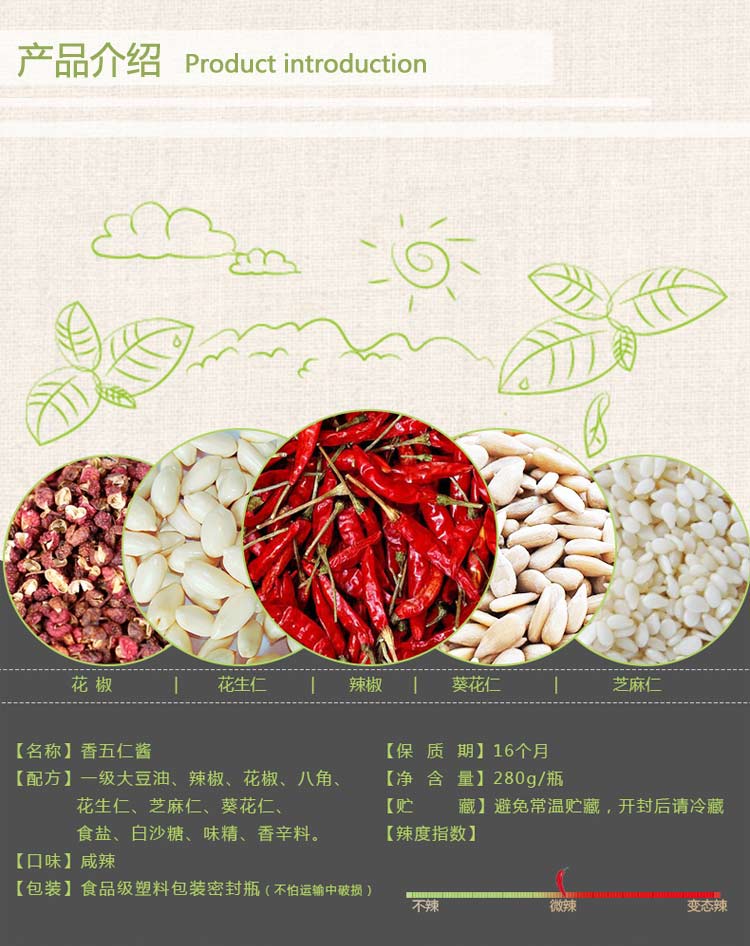 产品介绍 Product introduction
花 椒 | 花生仁 | 辣椒 | 葵花仁 | 芝麻仁
【名称】香五仁酱
【配方】一级大豆油、辣椒、花椒、八角、
花生仁、芝麻仁、葵花仁、
食盐、白沙糖、味精、香辛料。
【口味】咸辣
【包装】食品级塑料包装密封瓶(不怕运输中破损)
【保 质 期】16个月
【净 含 量】280g/瓶
【贮 藏】避免常温贮藏，开封后请冷藏
【辣度指数】
不辣 微辣 变态辣